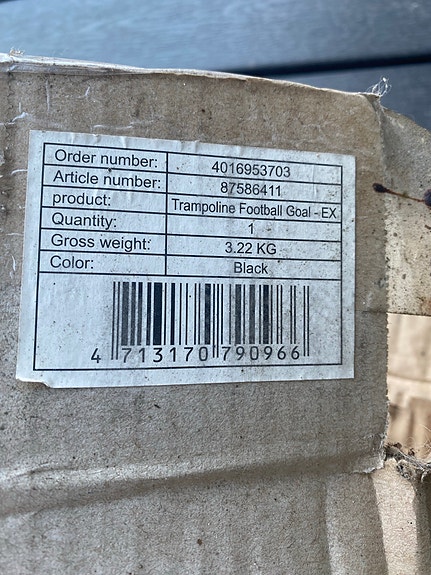 Order number: 4016953703
Article number: 87586411
product: Trampoline Football Goal - EX
Quantity: 1
Gross weight: 3.22 KG
Color: Black
4 713170 790966